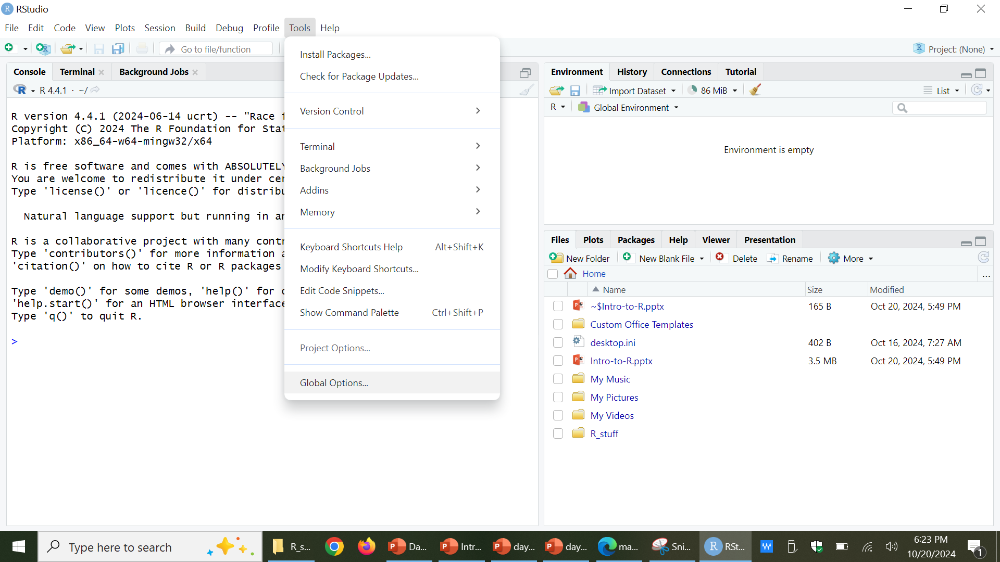 RStudio
File Edit Code View Plots Session Build Debug Profile Tools Help
Go to file/function
Project: (None)
Console Terminal Background Jobs
R 4.4.1 · ~/
R version 4.4.1 (2024-06-14 ucrt) -- "Race
Copyright (C) 2024 The R Foundation for
Platform: x86_64-w64-mingw32/x64
R is free software and comes with ABSOLUTELY
You are welcome to redistribute it under
Type 'license()' or 'licence()' for
Natural language support but running in
R is a collaborative project with many
Type 'contributors()' for more information
'citation()' on how to cite R or R packages
Type 'demo()' for some demos, 'help()' for
'help.start()' for an HTML browser interface
Type 'q()' to quit R.
>
Install Packages...
Check for Package Updates...
Version Control
Terminal
Background Jobs
Addins
Memory
Keyboard Shortcuts Help Alt+Shift+K
Modify Keyboard Shortcuts...
Edit Code Snippets...
Show Command Palette Ctrl+Shift+P
Project Options...
Global Options...
Environment History Connections Tutorial
Import Dataset 86 MiB List
R Global Environment
Environment is empty
Files Plots Packages Help Viewer Presentation
New Folder New Blank File Delete Rename More
Home ...
Name Size Modified
~$Intro-to-R.pptx 165 B Oct 20, 2024, 5:49 PM
Custom Office Templates
desktop.ini 402 B Oct 16, 2024, 7:27 AM
Intro-to-R.pptx 3.5 MB Oct 20, 2024, 5:49 PM
My Music
My Pictures
My Videos
R_stuff
Type here to search R_s... Da... Intr... day... day... ma... Sni... RSt...
6:23 PM
10/20/2024
1